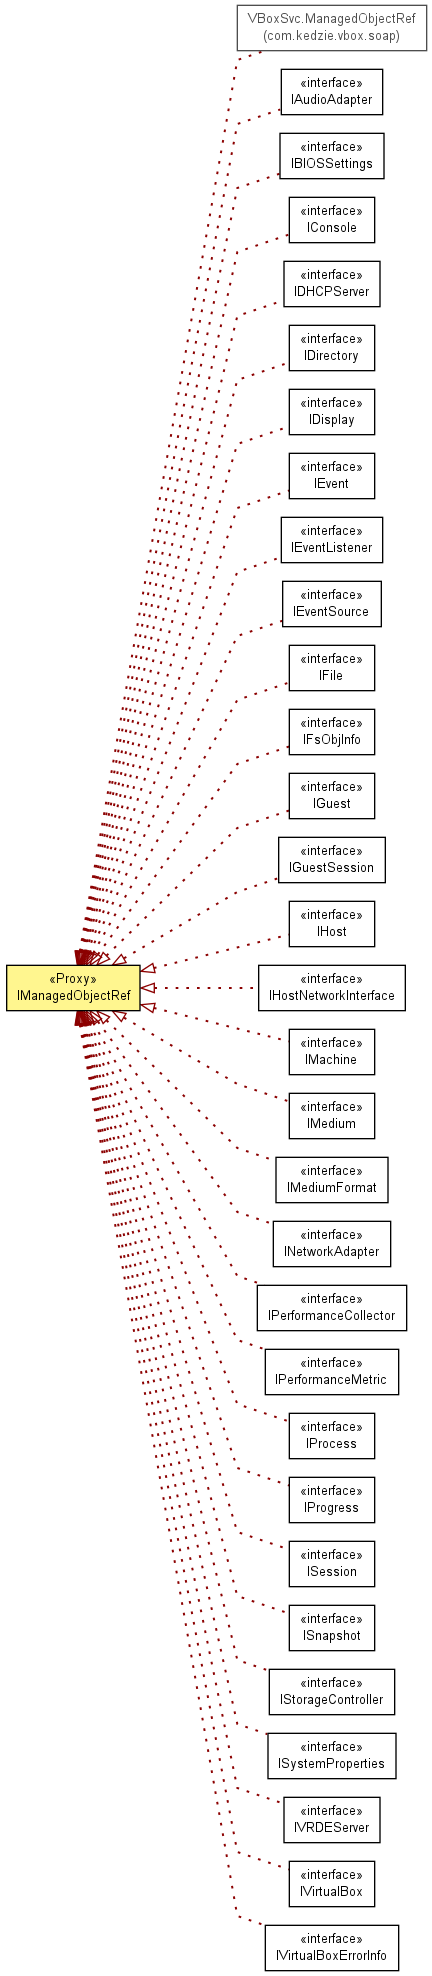 VBoxSvc.ManagedObjectRef
(com.kedzie.vbox.soap)
«interface»
IAudioAdapter
«interface»
IBIOSSettings
«interface»
IConsole
«interface»
IDHCPServer
«interface»
IDirectory
«interface»
IDisplay
«interface»
IEvent
«interface»
IEventListener
«interface»
IEventSource
«interface»
IFile
«interface»
IFsObjInfo
«interface»
IGuest
«interface»
IGuestSession
«interface»
IHost
«Proxy»
IManagedObjectRef
«interface»
IHostNetworkInterface
«interface»
IMachine
«interface»
IMedium
«interface»
IMediumFormat
«interface»
INetworkAdapter
«interface»
IPerformanceCollector
«interface»
IPerformanceMetric
«interface»
IProcess
«interface»
IProgress
«interface»
ISession
«interface»
ISnapshot
«interface»
IStorageController
«interface»
ISystemProperties
«interface»
IVRDEServer
«interface»
IVirtualBox
«interface»
IVirtualBoxErrorInfo